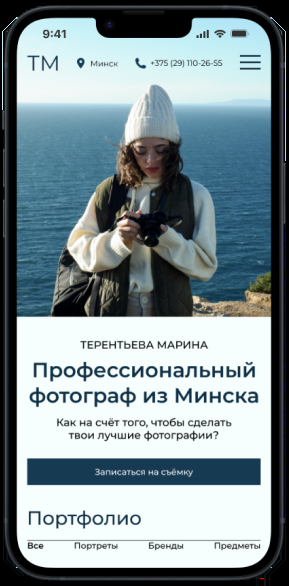 9:41
ТМ
Минск
+375 (29) 110-26-55
ТЕРЕНТЬЕВА МАРИНА
Профессиональный
фотограф из Минска
Как на счёт того, чтобы сделать
твои лучшие фотографии?
Записаться на съёмку
Портфолио
Все Портреты Бренды Предметы